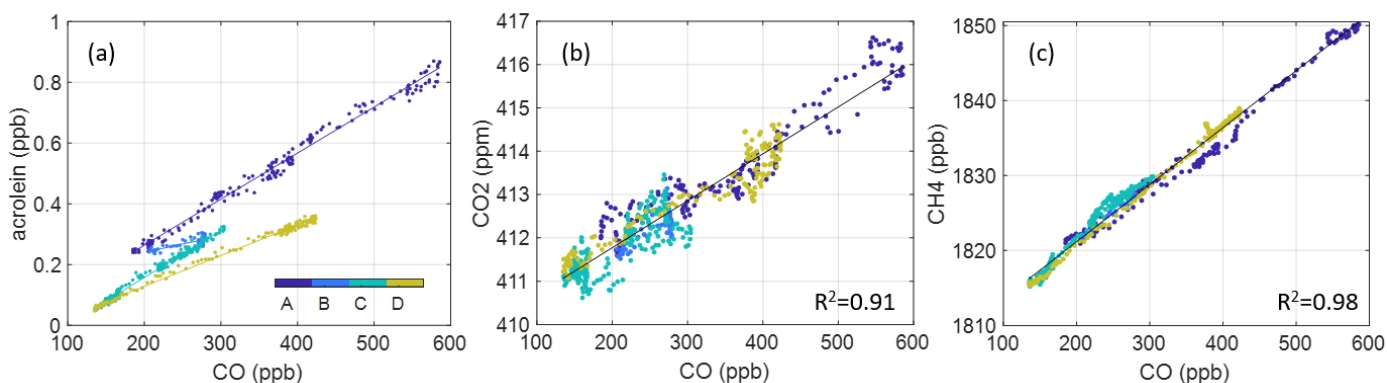 (a)
acrolein (ppb)
1
0.8
0.6
0.4
0.2
0
A B C D
100 200 300 400 500 600
CO (ppb)
(b)
CO2 (ppm)
417
416
415
414
413
412
411
410
R²=0.91
100 200 300 400 500 600
CO (ppb)
(c)
CH4 (ppb)
1850
1840
1830
1820
1810
R²=0.98
100 200 300 400 500 600
CO (ppb)